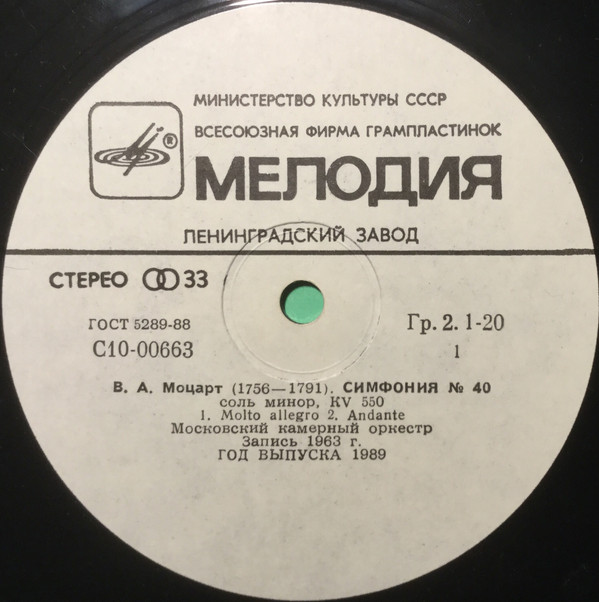 МИНИСТЕРСТВО КУЛЬТУРЫ СССР
ВСЕСОЮЗНАЯ ФИРМА ГРАМПЛАСТИНОК
®
МЕЛОДИЯ
ЛЕНИНГРАДСКИЙ ЗАВОД
СТЕРЕО 33
ГОСТ 5289-88 Гр. 2. 1-20
С10-00663 1
В. А. Моцарт (1756—1791). СИМФОНИЯ № 40
соль минор, KV 550
1. Molto allegro 2. Andante
Московский камерный оркестр
Запись 1963 г.
ГОД ВЫПУСКА 1989